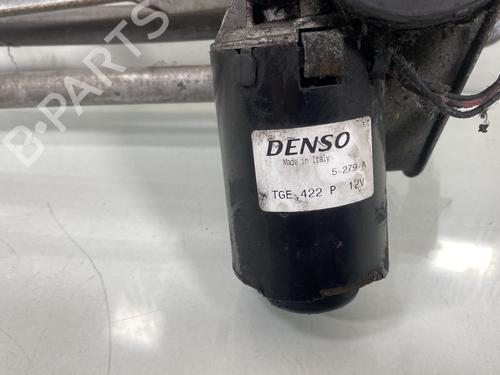 B-PARTS
DENSO
Made in Italy
5-279-A
TGE 422 P 12V